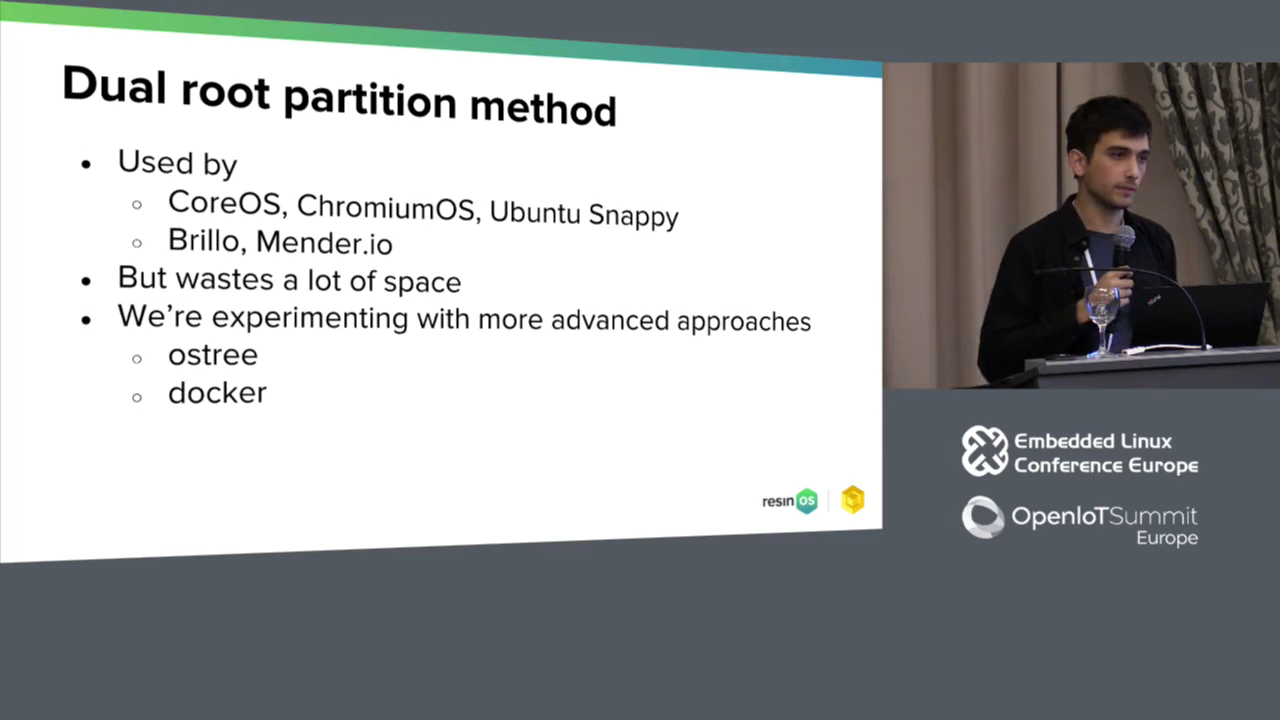 Dual root partition method
● Used by
○ CoreOS, ChromiumOS, Ubuntu Snappy
○ Brillo, Mender.io
● But wastes a lot of space
● We’re experimenting with more advanced approaches
○ ostree
○ docker
resin OS
Embedded Linux
Conference Europe
OpenIoTSummit
Europe